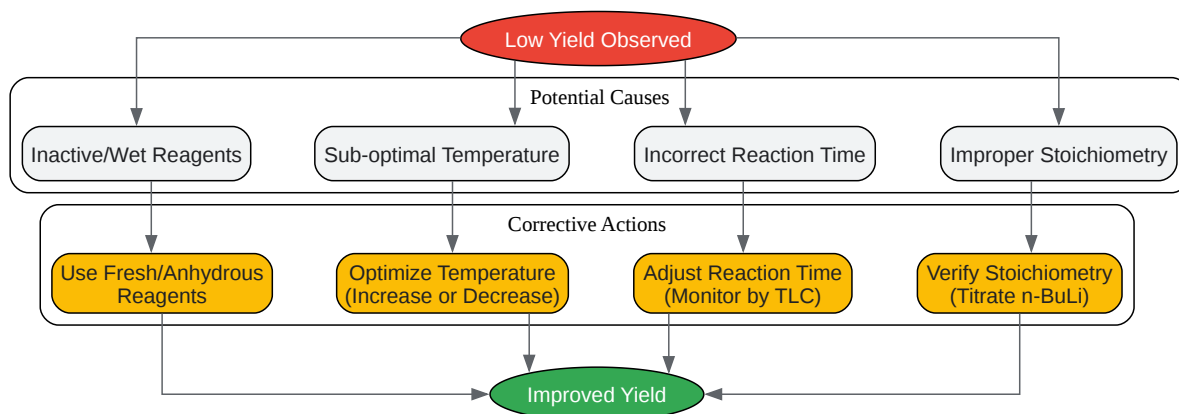 Low Yield Observed
Potential Causes
Inactive/Wet Reagents
Sub-optimal Temperature
Incorrect Reaction Time
Improper Stoichiometry
Corrective Actions
Use Fresh/Anhydrous
Reagents
Optimize Temperature
(Increase or Decrease)
Adjust Reaction Time
(Monitor by TLC)
Verify Stoichiometry
(Titrate n-BuLi)
Improved Yield